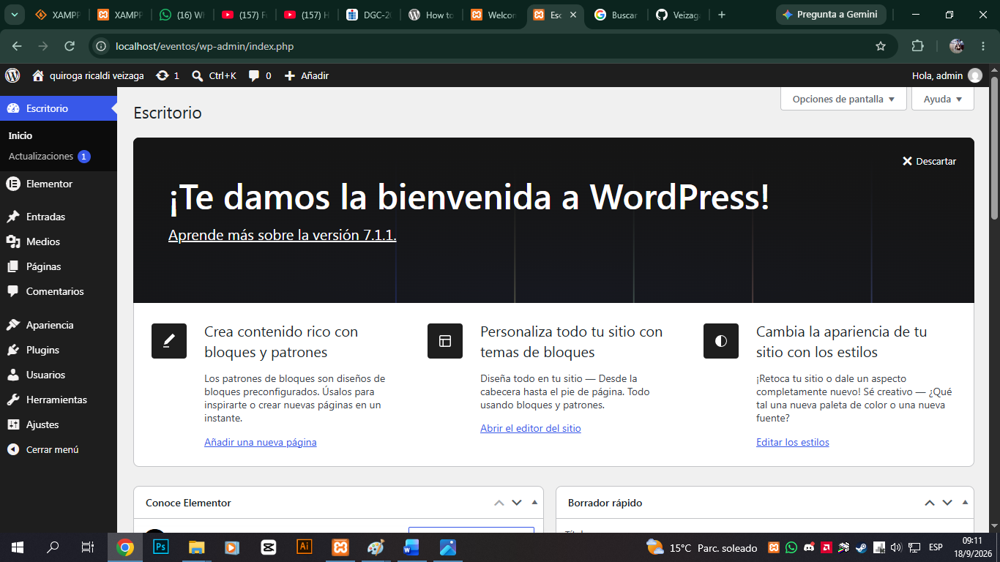 XAMPP
XAMPP
(16) W
(157) F
(157) H
DGC-20
How to
Welcom
Esc
Buscar
Veizaga
Pregunta a Gemini
localhost/eventos/wp-admin/index.php
quiroga ricaldi veizaga 1 Ctrl+K 0 Añadir Hola, admin
Opciones de pantalla Ayuda
Escritorio
Escritorio
Inicio
Actualizaciones 1
Elementor
Entradas
Medios
Páginas
Comentarios
Apariencia
Plugins
Usuarios
Herramientas
Ajustes
Cerrar menú
Descartar
¡Te damos la bienvenida a WordPress!
Aprende más sobre la versión 7.1.1.
Crea contenido rico con
bloques y patrones
Los patrones de bloques son diseños de
bloques preconfigurados. Úsalos para
inspirarte o crear nuevas páginas en un
instante.
Añadir una nueva página
Personaliza todo tu sitio con
temas de bloques
Diseña todo en tu sitio — Desde la
cabecera hasta el pie de página. Todo
usando bloques y patrones.
Abrir el editor del sitio
Cambia la apariencia de tu
sitio con los estilos
¡Retoca tu sitio o dale un aspecto
completamente nuevo! Sé creativo — ¿Qué
tal una nueva paleta de color o una nueva
fuente?
Editar los estilos
Conoce Elementor
Borrador rápido
Ps
Ai
15°C Parc. soleado
ESP
09:11
18/9/2026